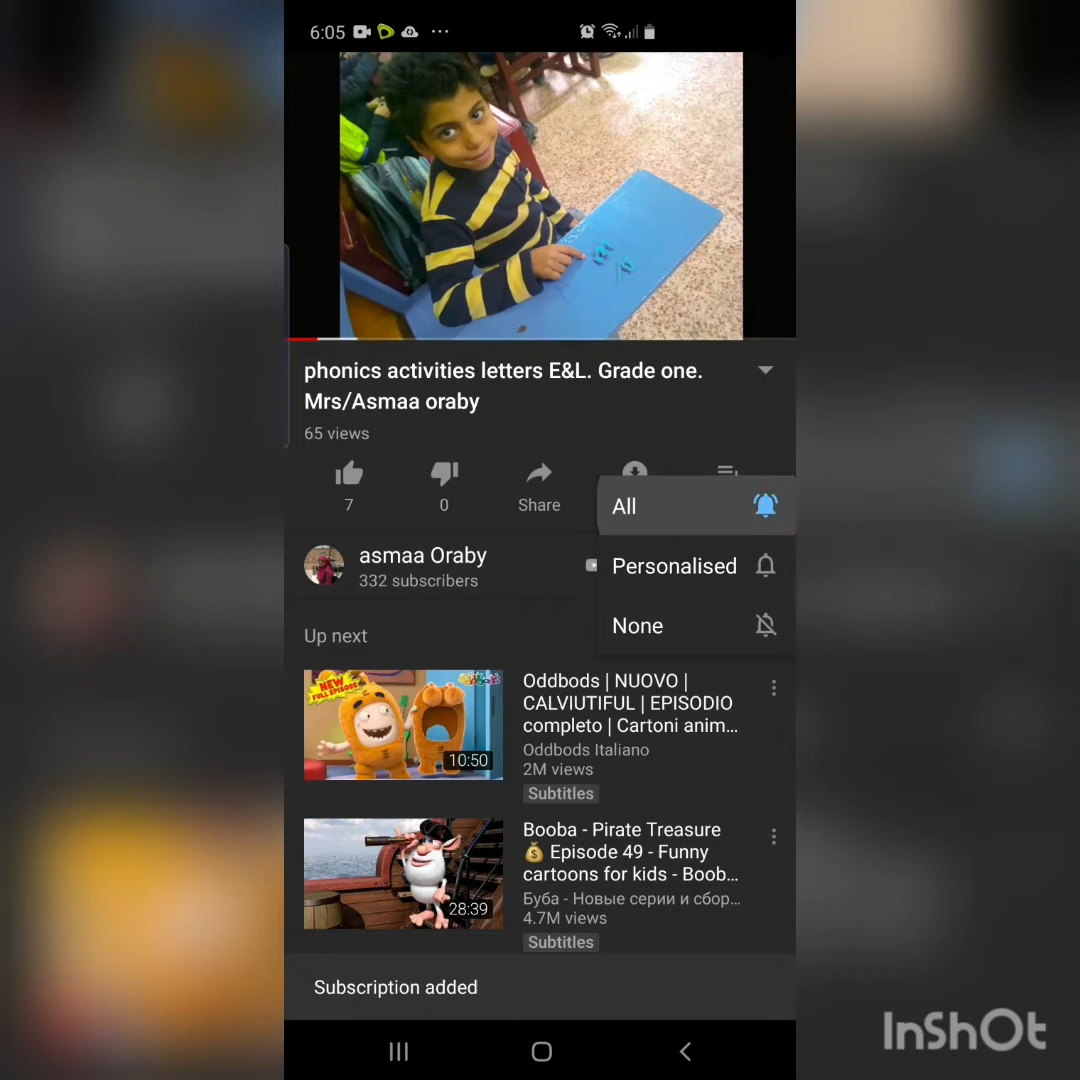 6:05
phonics activities letters E&L. Grade one.
Mrs/Asmaa oraby
65 views
7
0
Share
All
asmaa Oraby
332 subscribers
Personalised
None
Up next
NEW
FULL EPISODE
10:50
Oddbods | NUOVO |
CALVIUTIFUL | EPISODIO
completo | Cartoni anim...
Oddbods Italiano
2M views
Subtitles
28:39
Booba - Pirate Treasure
💰 Episode 49 - Funny
cartoons for kids - Boob...
Буба - Новые серии и сбор...
4.7M views
Subtitles
Subscription added
InShOt